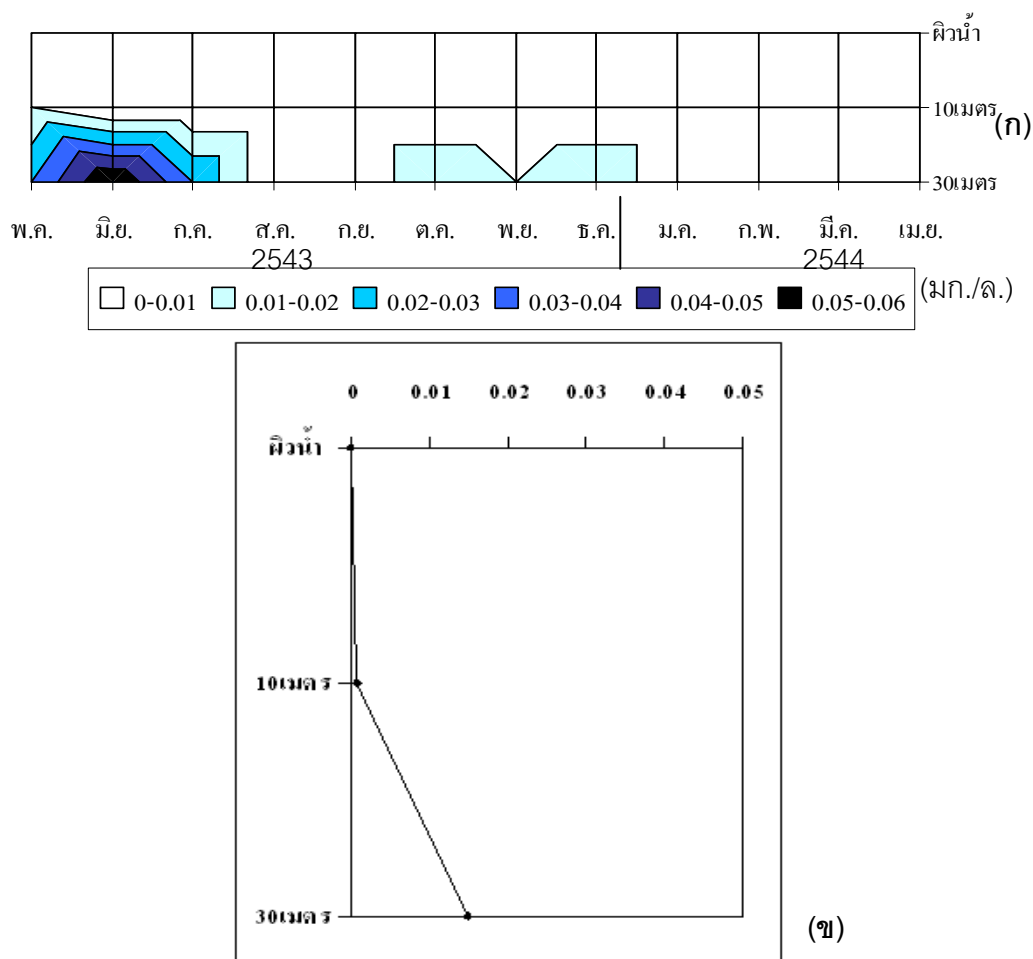 ผิวน้ำ
10เมตร
(ก)
30เมตร
พ.ค. มิ.ย. ก.ค. ส.ค. ก.ย. ต.ค. พ.ย. ธ.ค. ม.ค. ก.พ. มี.ค. เม.ย.
2543 2544
0-0.01 0.01-0.02 0.02-0.03 0.03-0.04 0.04-0.05 0.05-0.06 (มก./ล.)
0 0.01 0.02 0.03 0.04 0.05
ผิวน้ำ
10เมตร
30เมตร
(ข)